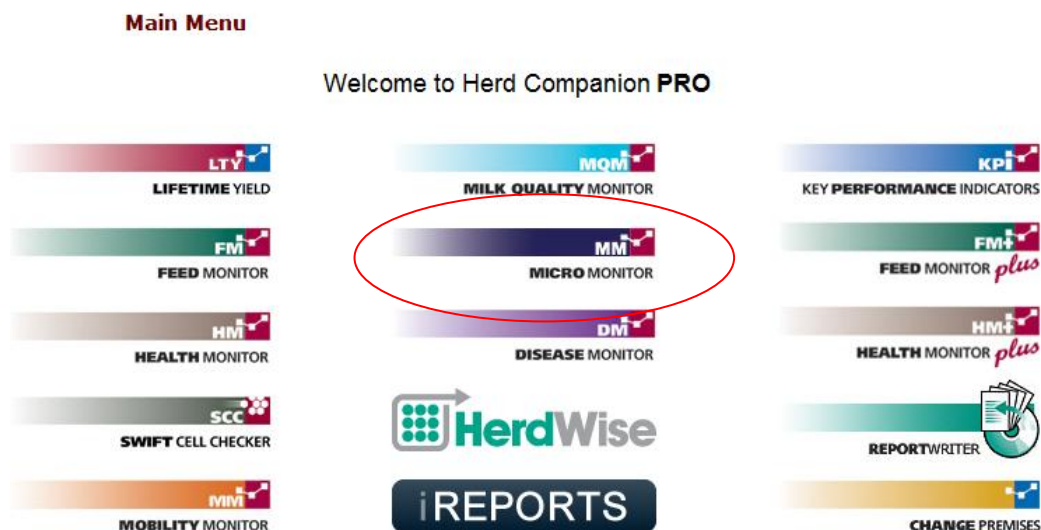 Main Menu
Welcome to Herd Companion PRO
LTY
LIFETIME YIELD
MQM
MILK QUALITY MONITOR
KPi
KEY PERFORMANCE INDICATORS
FM
FEED MONITOR
MM
MICRO MONITOR
FM+
FEED MONITOR plus
HM
HEALTH MONITOR
DM
DISEASE MONITOR
HM+
HEALTH MONITOR plus
SCC
SWIFT CELL CHECKER
HerdWise
REPORTWRITER
MM
MOBILITY MONITOR
iREPORTS
CHANGE PREMISES